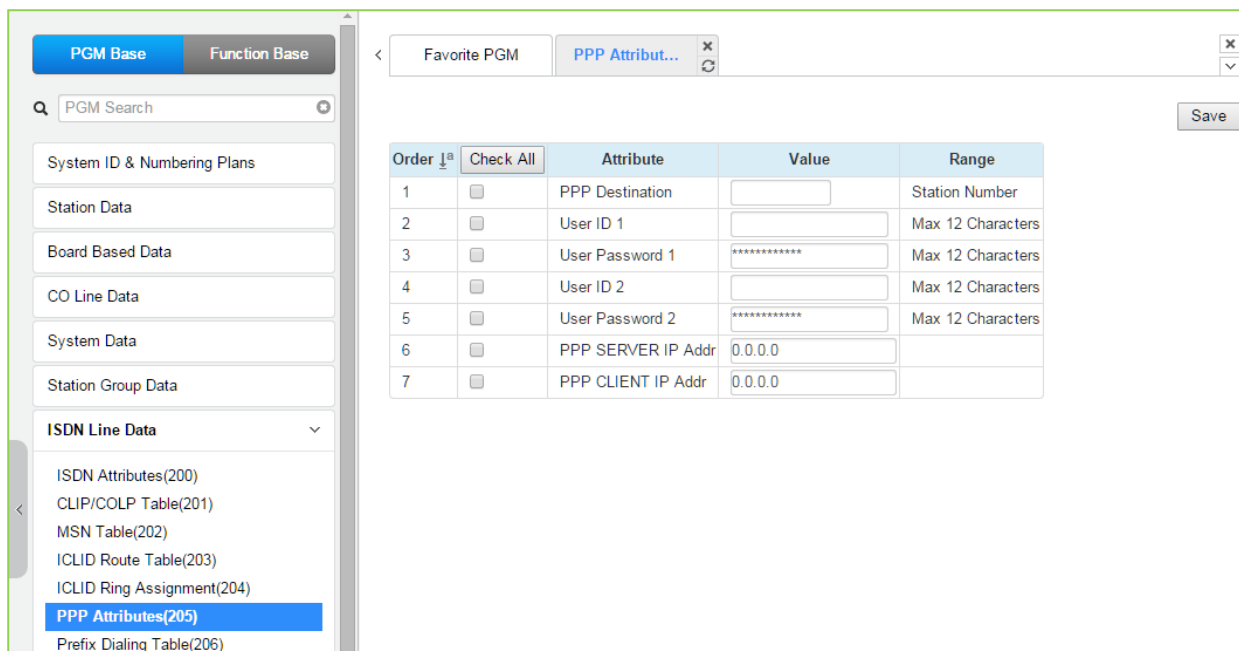 PGM Base Function Base
PGM Search
System ID & Numbering Plans
Station Data
Board Based Data
CO Line Data
System Data
Station Group Data
ISDN Line Data
ISDN Attributes(200)
CLIP/COLP Table(201)
MSN Table(202)
ICLID Route Table(203)
ICLID Ring Assignment(204)
PPP Attributes(205)
Prefix Dialing Table(206)
Favorite PGM PPP Attribut...
Save
Order Check All Attribute Value Range
1 PPP Destination Station Number
2 User ID 1 Max 12 Characters
3 User Password 1 ************ Max 12 Characters
4 User ID 2 Max 12 Characters
5 User Password 2 ************ Max 12 Characters
6 PPP SERVER IP Addr 0.0.0.0
7 PPP CLIENT IP Addr 0.0.0.0